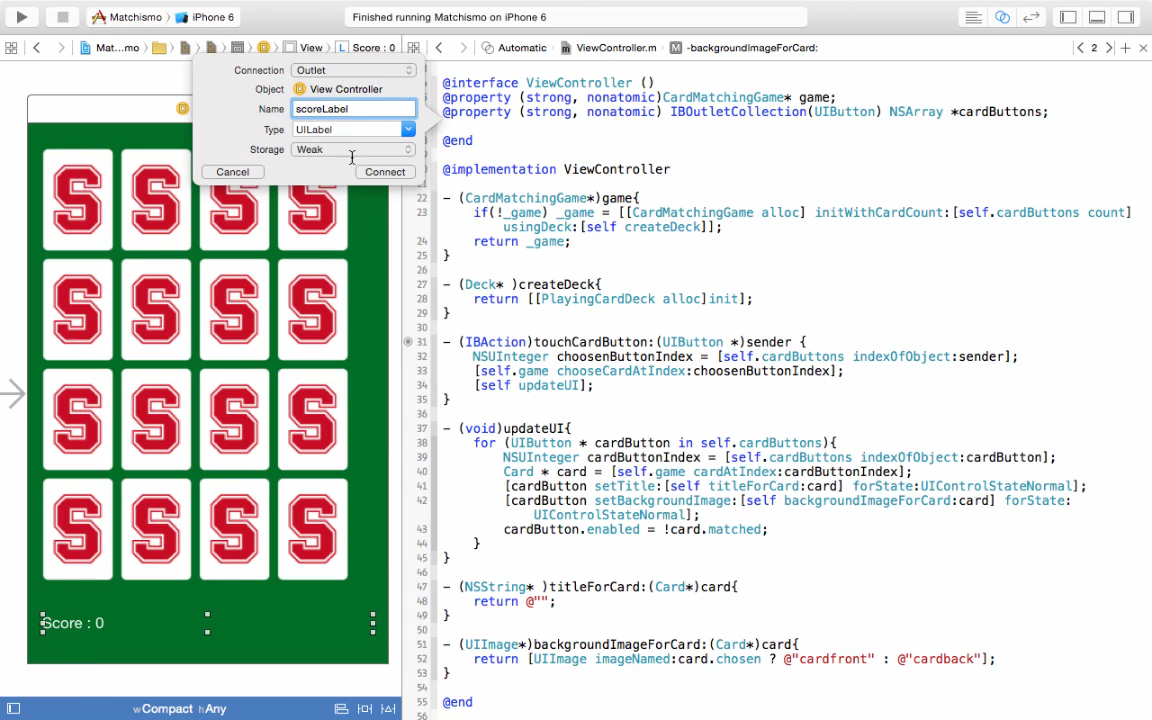 Matchismo
iPhone 6
Finished running Matchismo on iPhone 6
Mat...mo
View
L
Score : 0
Automatic
ViewController.m
M
-backgroundImageForCard:
2
Connection
Outlet
Object
View Controller
Name
scoreLabel
Type
UILabel
Storage
Weak
Cancel
Connect
S S S S
S S S S
S S S S
S S S S
Score : 0
wCompact hAny
@interface ViewController ()
@property (strong, nonatomic)CardMatchingGame* game;
@property (strong, nonatomic) IBOutletCollection(UIButton) NSArray *cardButtons;
@end
@implementation ViewController
22 - (CardMatchingGame*)game{
23 if(!_game) _game = [[CardMatchingGame alloc] initWithCardCount:[self.cardButtons count]
usingDeck:[self createDeck]];
24 return _game;
25 }
26
27 - (Deck* )createDeck{
28 return [[PlayingCardDeck alloc]init];
29 }
30
31 - (IBAction)touchCardButton:(UIButton *)sender {
32 NSUInteger choosenButtonIndex = [self.cardButtons indexOfObject:sender];
33 [self.game chooseCardAtIndex:choosenButtonIndex];
34 [self updateUI];
35 }
36
37 - (void)updateUI{
38 for (UIButton * cardButton in self.cardButtons){
39 NSUInteger cardButtonIndex = [self.cardButtons indexOfObject:cardButton];
40 Card * card = [self.game cardAtIndex:cardButtonIndex];
41 [cardButton setTitle:[self titleForCard:card] forState:UIControlStateNormal];
42 [cardButton setBackgroundImage:[self backgroundImageForCard:card] forState:
UIControlStateNormal];
43 cardButton.enabled = !card.matched;
44 }
45 }
46
47 - (NSString* )titleForCard:(Card*)card{
48 return @"";
49 }
50
51 - (UIImage*)backgroundImageForCard:(Card*)card{
52 return [UIImage imageNamed:card.chosen ? @"cardfront" : @"cardback"];
53 }
54
55 @end
56